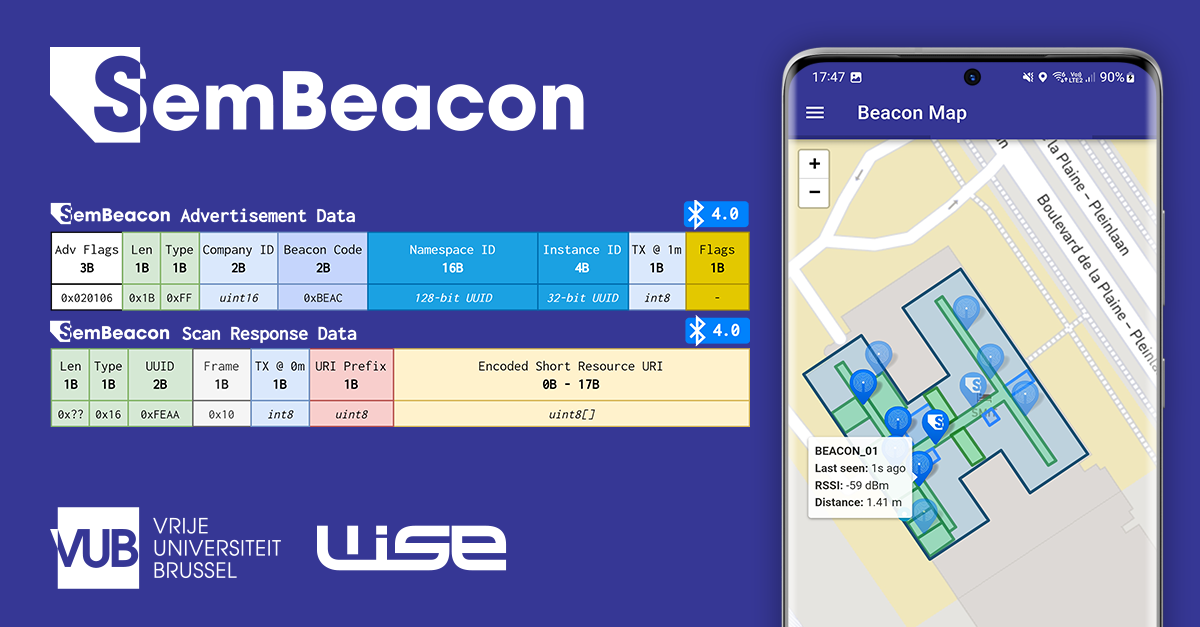 SemBeacon
SemBeacon Advertisement Data
4.0
Adv Flags Len Type Company ID Beacon Code Namespace ID Instance ID TX @ 1m Flags
3B 1B 1B 2B 2B 16B 4B 1B 1B
0x020106 0x1B 0xFF uint16 0xBEAC 128-bit UUID 32-bit UUID int8 -
SemBeacon Scan Response Data
4.0
Len Type UUID Frame TX @ 0m URI Prefix Encoded Short Resource URI
1B 1B 2B 1B 1B 1B 0B - 17B
0x?? 0x16 0xFEAA 0x10 int8 uint8 uint8[]
VUB
VRIJE
UNIVERSITEIT
BRUSSEL
WISE
17:47 90%
Beacon Map
+
−
la Plaine – Pleinlaan
Boulevard de la Plaine – Pleinla
BEACON_01
Last seen: 1s ago
RSSI: -59 dBm
Distance: 1.41 m